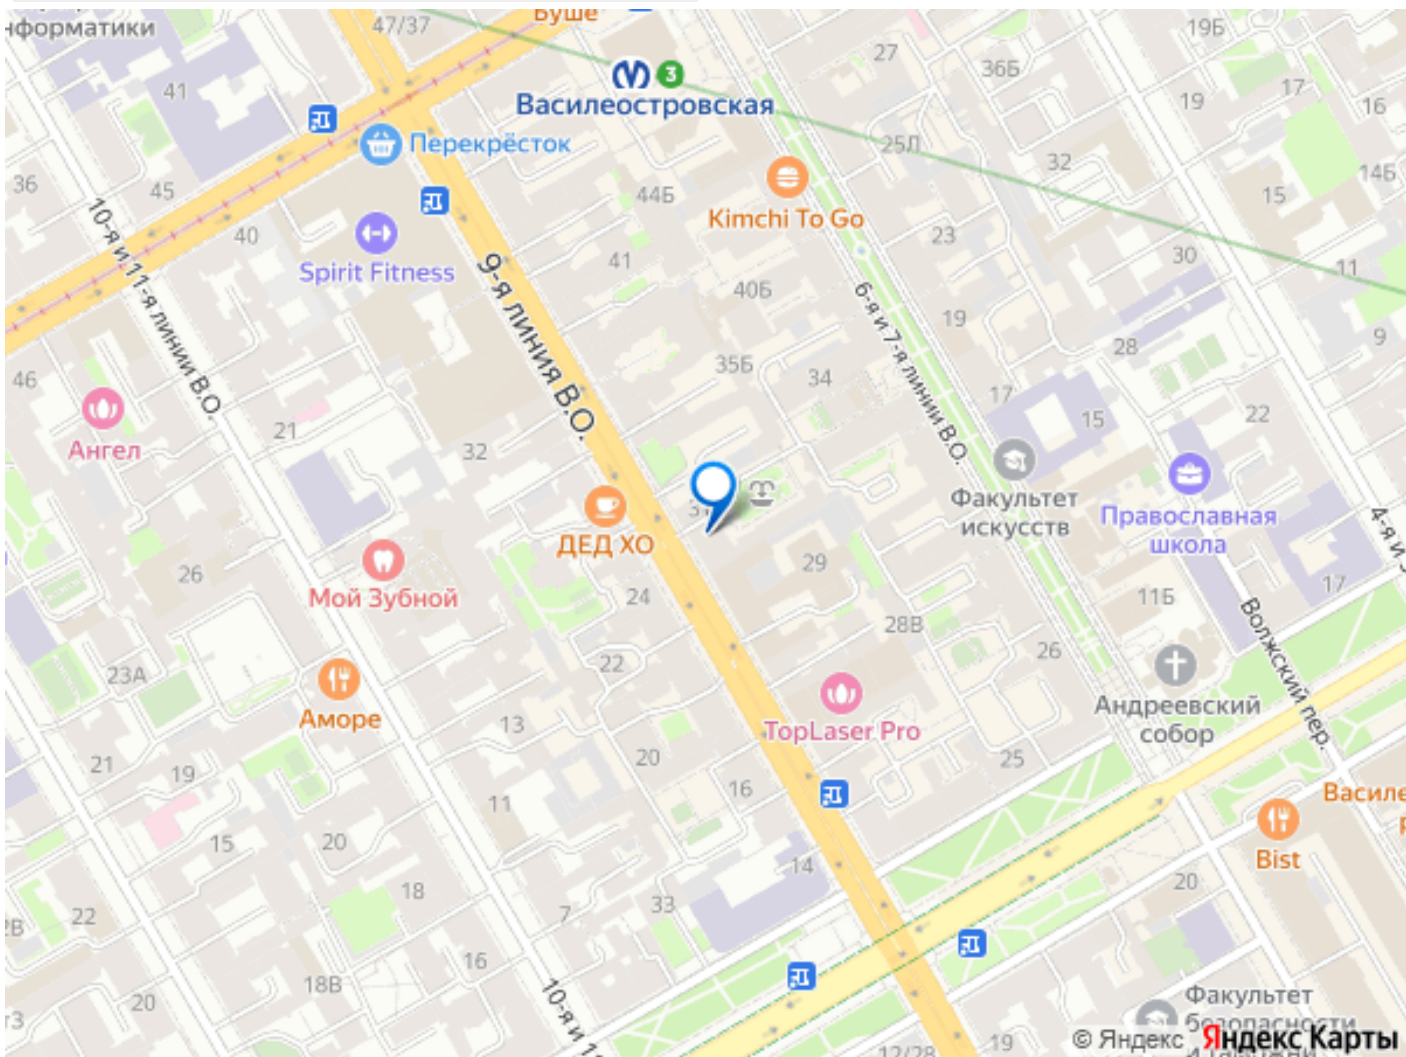 нформатики
47/37
Буше
27
19Б
36Б
3
Василеостровская
41
17
19
16
Перекрёсток
25Л
32
14Б
36
45
44Б
15
Kimchi To Go
10-я и 11-я линии В.О.
40
23
30
Spirit Fitness
41
9-я линия В.О.
40Б
6-я и 7-я линии В.О.
11
19
9
28
46
35Б
34
17
15
22
Ангел
21
32
Факультет
искусств
Православная
школа
4-я и
ДЕД ХО
29
26
Мой Зубной
24
11Б
17
28В
Волжский пер.
23А
22
26
Аморе
13
TopLaser Pro
Андреевский
собор
21
19
20
25
16
11
Василе
15
20
14
Bist
18
20
22
7
33
2В
16
18В
10-я и 1
20
Факультет
безопасности
12/28
19
© Яндекс Яндекс Карты